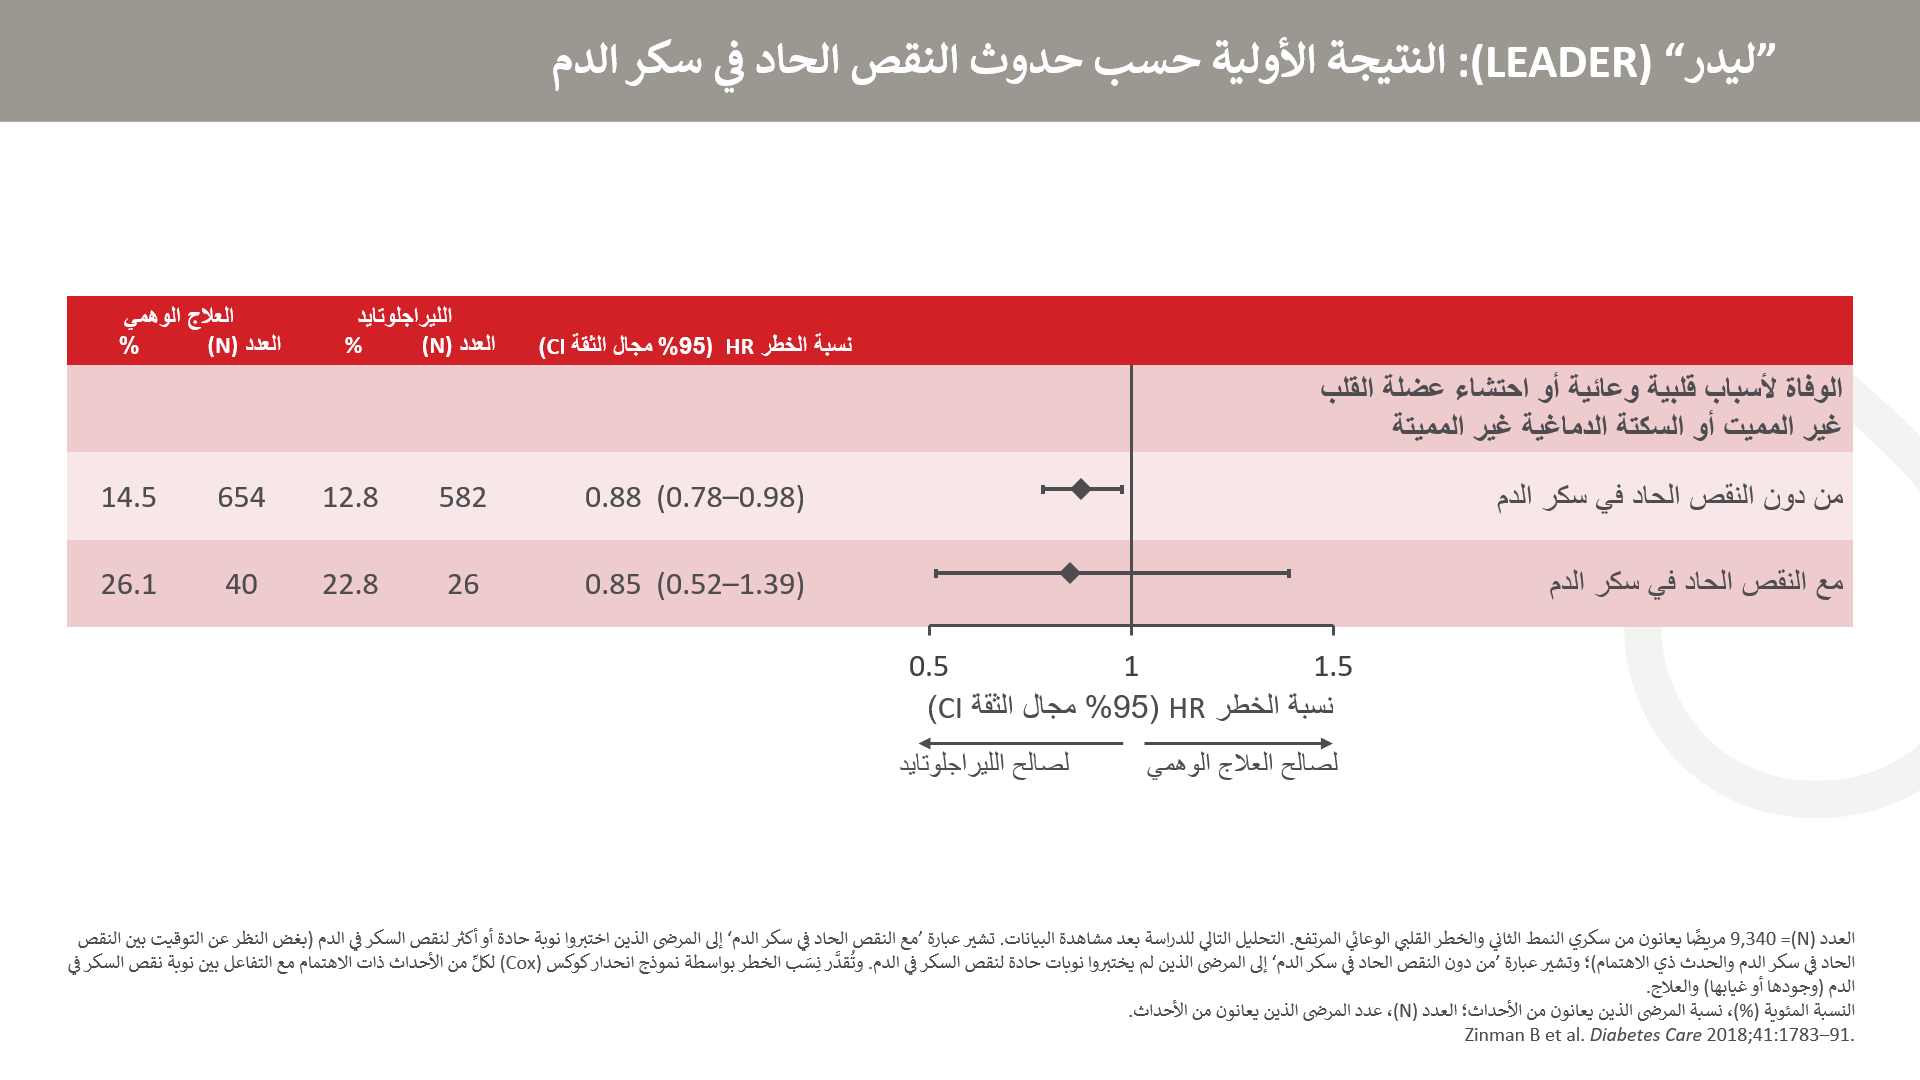 ”ليدر“ (LEADER): النتيجة الأولية حسب حدوث النقص الحاد في سكر الدم
نسبة الخطر HR (95% مجال الثقة CI)
الليراجلوتايد
العدد (N) %
العلاج الوهمي
العدد (N) %
الوفاة لأسباب قلبية وعائية أو احتشاء عضلة القلب
غير المميت أو السكتة الدماغية غير المميتة
من دون النقص الحاد في سكر الدم 0.88 (0.78–0.98) 582 12.8 654 14.5
مع النقص الحاد في سكر الدم 0.85 (0.52–1.39) 26 22.8 40 26.1
0.5 1 1.5
نسبة الخطر HR (95% مجال الثقة CI)
لصالح العلاج الوهمي
لصالح الليراجلوتايد
العدد (N)= 9,340 مريضًا يعانون من سكري النمط الثاني والخطر القلبي الوعائي المرتفع. التحليل التالي للدراسة بعد مشاهدة البيانات. تشير عبارة ’مع النقص الحاد في سكر الدم‘ إلى المرضى الذين اختبروا نوبة حادة أو أكثر لنقص السكر في الدم (بغض النظر عن التوقيت بين النقص
الحاد في سكر الدم والحدث ذي الاهتمام)؛ وتشير عبارة ’من دون النقص الحاد في سكر الدم‘ إلى المرضى الذين لم يختبروا نوبات حادة لنقص السكر في الدم. وتُقدَّر نِسَب الخطر بواسطة نموذج انحدار كوكس (Cox) لكلِّ من الأحداث ذات الاهتمام مع التفاعل بين نوبة نقص السكر في
الدم (وجودها أو غيابها) والعلاج.
النسبة المئوية (%)، نسبة المرضى الذين يعانون من الأحداث؛ العدد (N)، عدد المرضى الذين يعانون من الأحداث.
Zinman B et al. Diabetes Care 2018;41:1783–91.